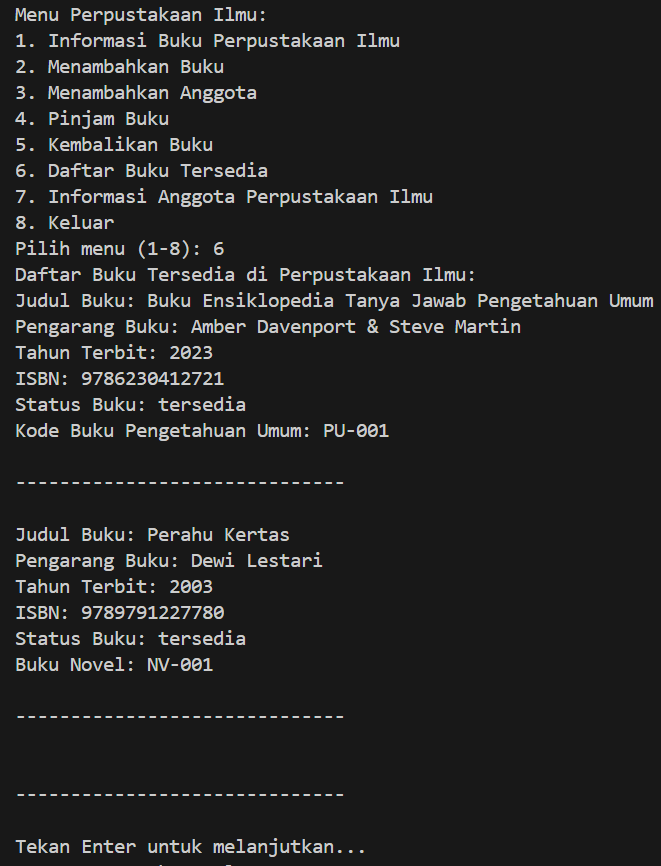 Menu Perpustakaan Ilmu:
1. Informasi Buku Perpustakaan Ilmu
2. Menambahkan Buku
3. Menambahkan Anggota
4. Pinjam Buku
5. Kembalikan Buku
6. Daftar Buku Tersedia
7. Informasi Anggota Perpustakaan Ilmu
8. Keluar
Pilih menu (1-8): 6
Daftar Buku Tersedia di Perpustakaan Ilmu:
Judul Buku: Buku Ensiklopedia Tanya Jawab Pengetahuan Umum
Pengarang Buku: Amber Davenport & Steve Martin
Tahun Terbit: 2023
ISBN: 9786230412721
Status Buku: tersedia
Kode Buku Pengetahuan Umum: PU-001
------------------------------
Judul Buku: Perahu Kertas
Pengarang Buku: Dewi Lestari
Tahun Terbit: 2003
ISBN: 9789791227780
Status Buku: tersedia
Buku Novel: NV-001
------------------------------
------------------------------
Tekan Enter untuk melanjutkan...